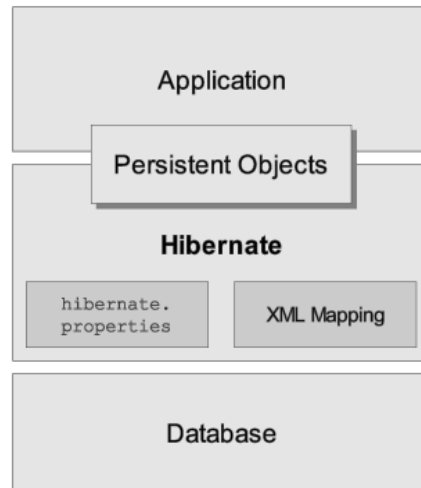 Application
Persistent Objects
Hibernate
hibernate.
properties
XML Mapping
Database